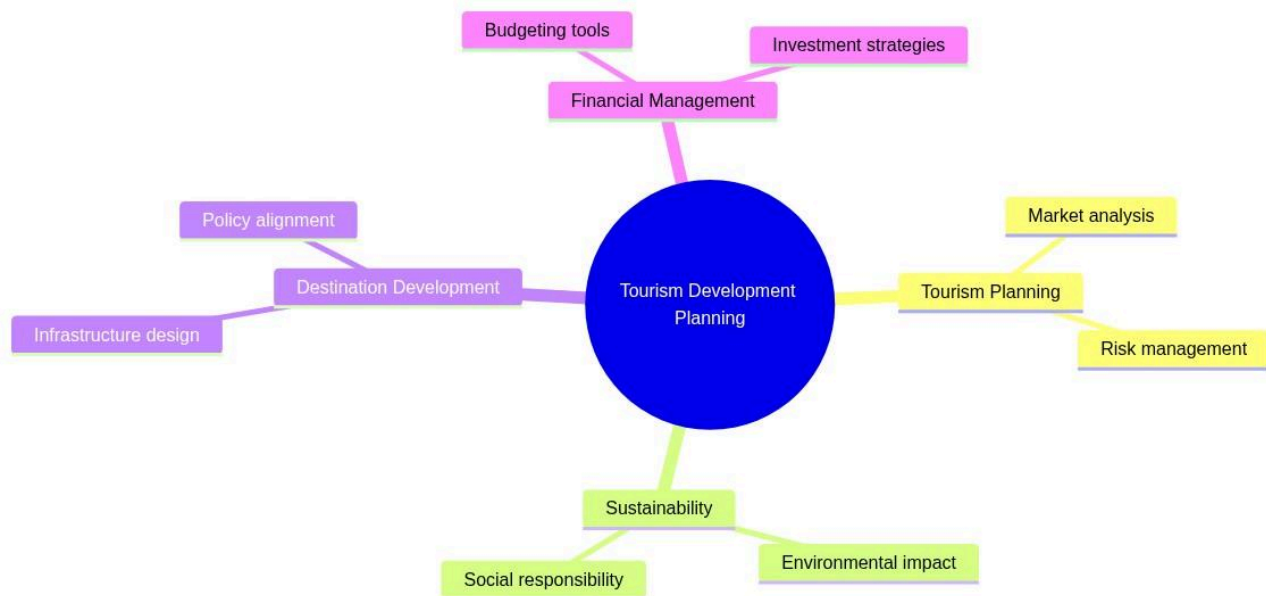 Budgeting tools
Investment strategies
Financial Management
Policy alignment
Market analysis
Destination Development
Tourism Development
Planning
Tourism Planning
Infrastructure design
Risk management
Sustainability
Environmental impact
Social responsibility